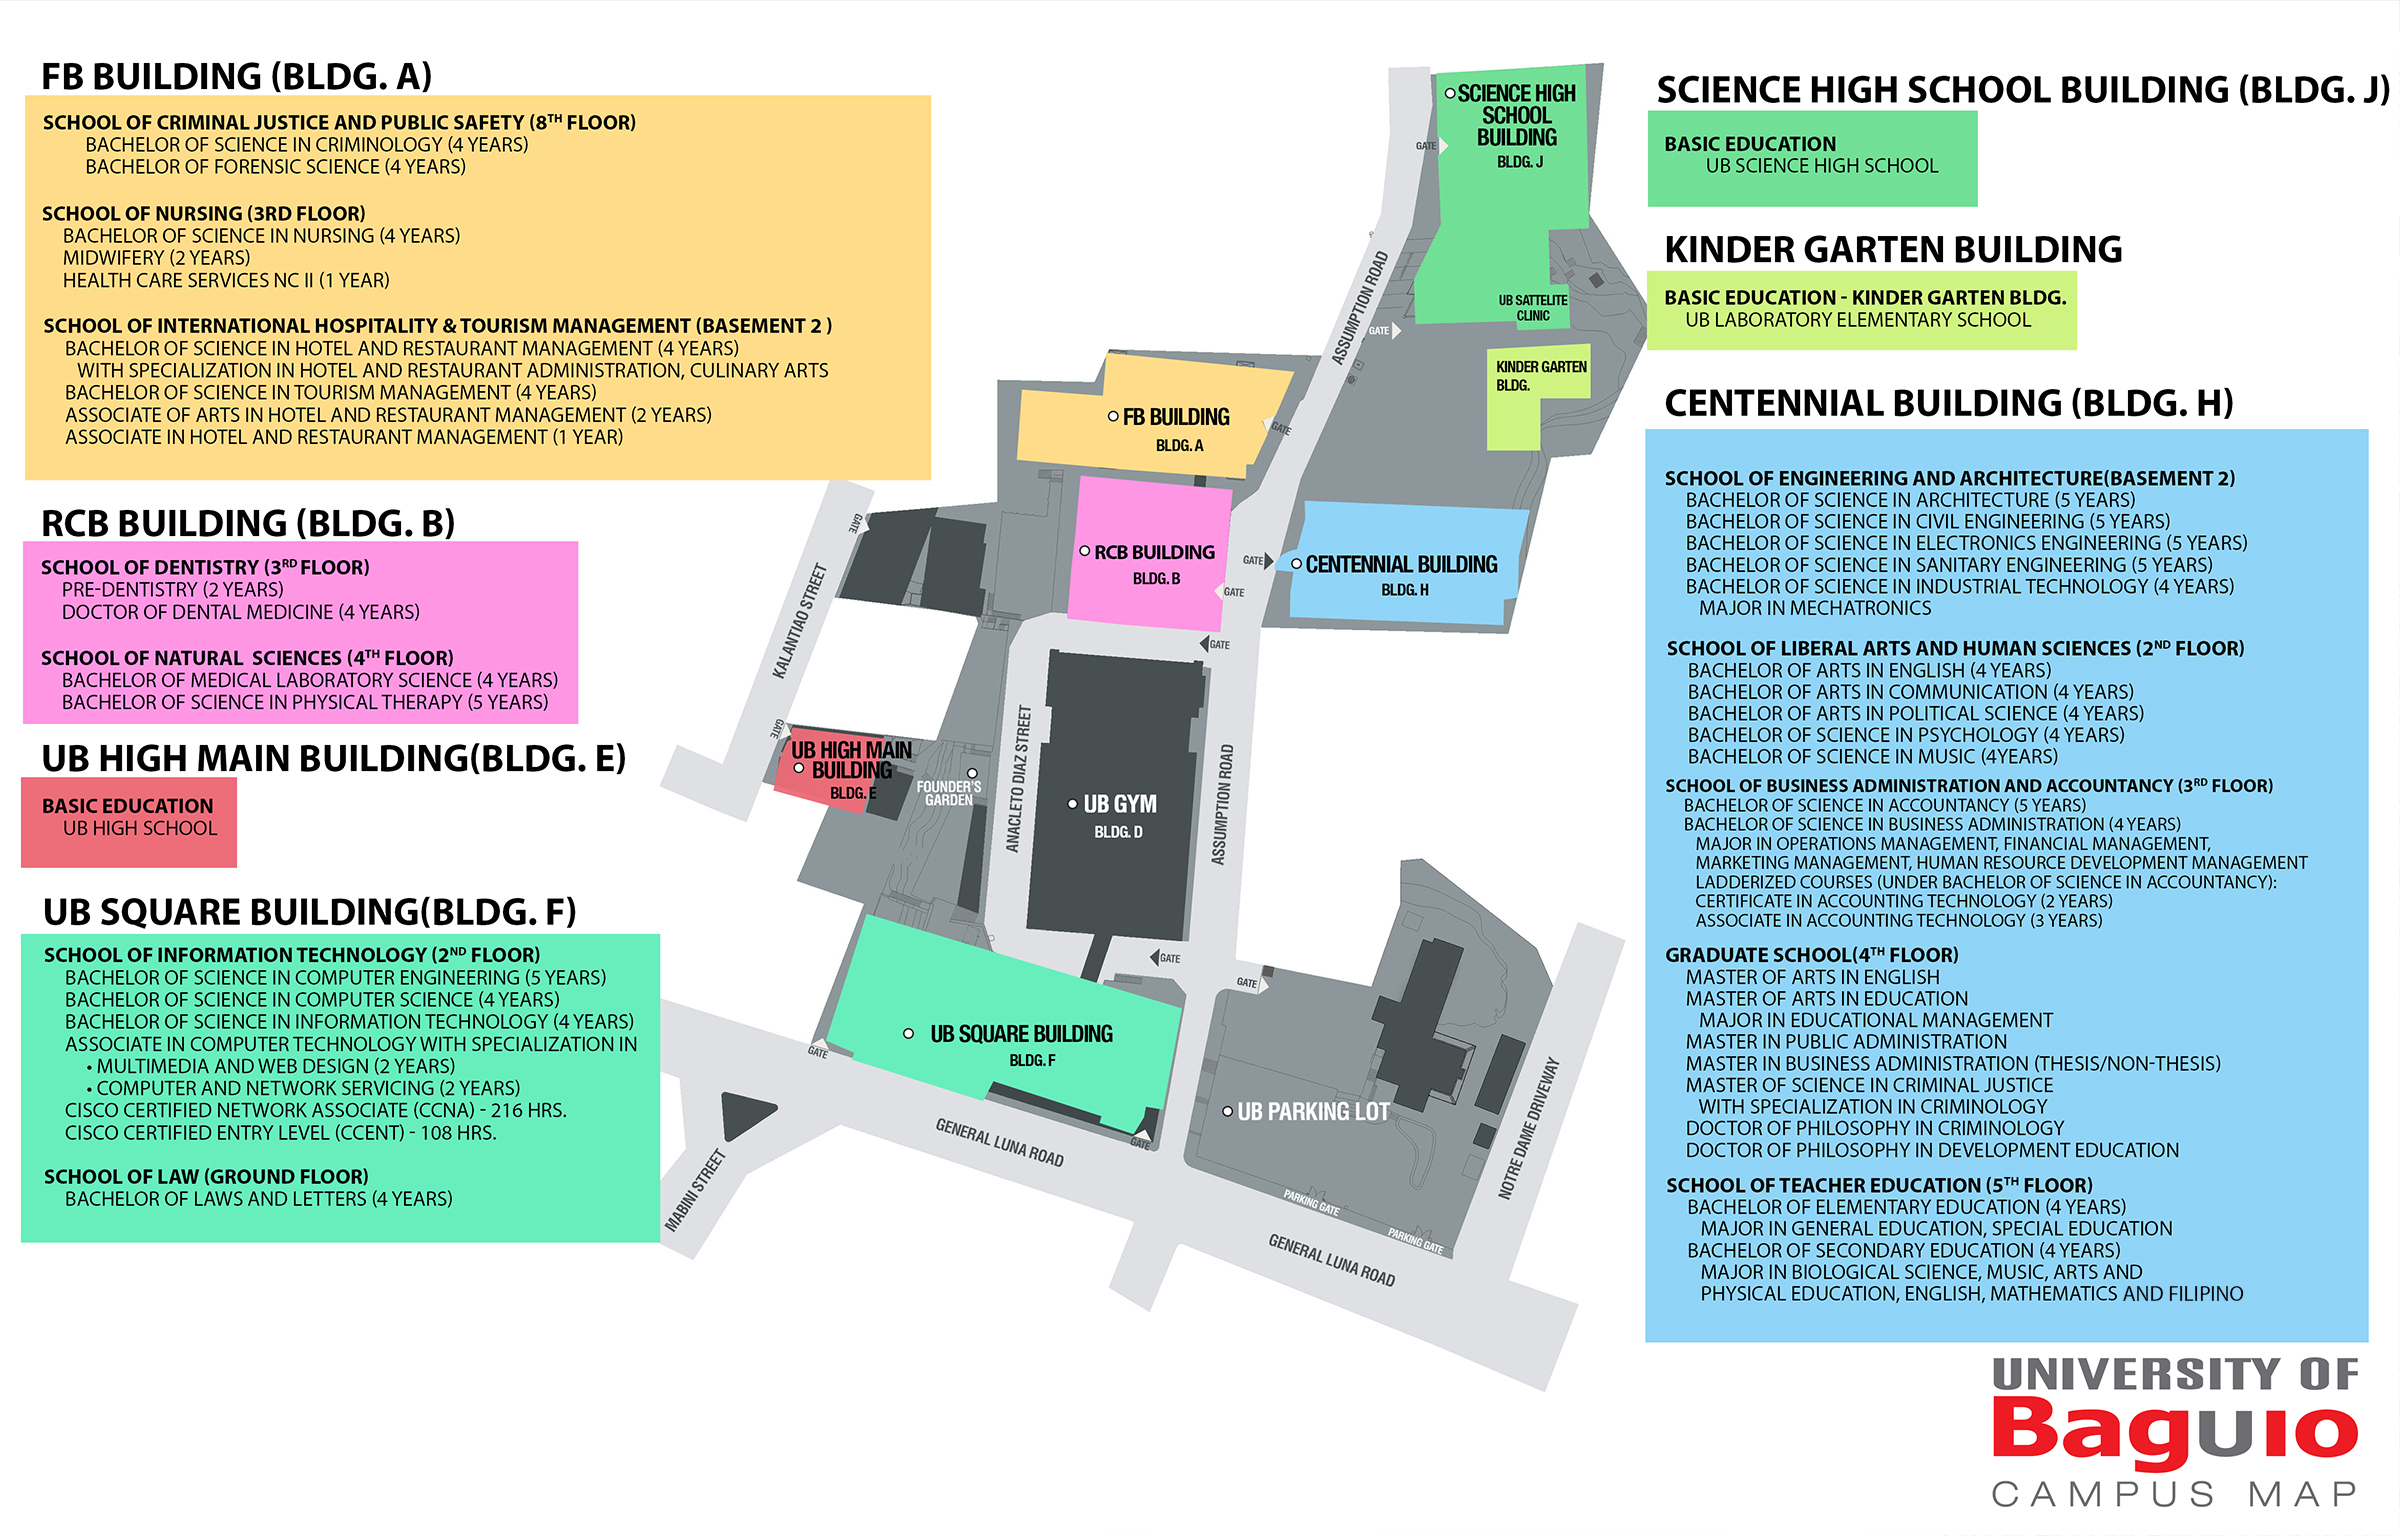 FB BUILDING (BLDG. A)
SCHOOL OF CRIMINAL JUSTICE AND PUBLIC SAFETY (8TH FLOOR)
BACHELOR OF SCIENCE IN CRIMINOLOGY (4 YEARS)
BACHELOR OF FORENSIC SCIENCE (4 YEARS)
SCHOOL OF NURSING (3RD FLOOR)
BACHELOR OF SCIENCE IN NURSING (4 YEARS)
MIDWIFERY (2 YEARS)
HEALTH CARE SERVICES NC II (1 YEAR)
SCHOOL OF INTERNATIONAL HOSPITALITY & TOURISM MANAGEMENT (BASEMENT 2 )
BACHELOR OF SCIENCE IN HOTEL AND RESTAURANT MANAGEMENT (4 YEARS)
WITH SPECIALIZATION IN HOTEL AND RESTAURANT ADMINISTRATION, CULINARY ARTS
BACHELOR OF SCIENCE IN TOURISM MANAGEMENT (4 YEARS)
ASSOCIATE OF ARTS IN HOTEL AND RESTAURANT MANAGEMENT (2 YEARS)
ASSOCIATE IN HOTEL AND RESTAURANT MANAGEMENT (1 YEAR)
RCB BUILDING (BLDG. B)
SCHOOL OF DENTISTRY (3RD FLOOR)
PRE-DENTISTRY (2 YEARS)
DOCTOR OF DENTAL MEDICINE (4 YEARS)
SCHOOL OF NATURAL SCIENCES (4TH FLOOR)
BACHELOR OF MEDICAL LABORATORY SCIENCE (4 YEARS)
BACHELOR OF SCIENCE IN PHYSICAL THERAPY (5 YEARS)
UB HIGH MAIN BUILDING(BLDG. E)
BASIC EDUCATION
UB HIGH SCHOOL
UB SQUARE BUILDING(BLDG. F)
SCHOOL OF INFORMATION TECHNOLOGY (2ND FLOOR)
BACHELOR OF SCIENCE IN COMPUTER ENGINEERING (5 YEARS)
BACHELOR OF SCIENCE IN COMPUTER SCIENCE (4 YEARS)
BACHELOR OF SCIENCE IN INFORMATION TECHNOLOGY (4 YEARS)
ASSOCIATE IN COMPUTER TECHNOLOGY WITH SPECIALIZATION IN
• MULTIMEDIA AND WEB DESIGN (2 YEARS)
• COMPUTER AND NETWORK SERVICING (2 YEARS)
CISCO CERTIFIED NETWORK ASSOCIATE (CCNA) - 216 HRS.
CISCO CERTIFIED ENTRY LEVEL (CCENT) - 108 HRS.
SCHOOL OF LAW (GROUND FLOOR)
BACHELOR OF LAWS AND LETTERS (4 YEARS)
SCIENCE HIGH
SCHOOL
BUILDING
BLDG. J
GATE
ASSUMPTION ROAD
UB SATTELITE
CLINIC
GATE
KINDER GARTEN
BLDG.
FB BUILDING
BLDG. A
GATE
GATE
KALANTIAO STREET
RCB BUILDING
BLDG. B
GATE
GATE
CENTENNIAL BUILDING
BLDG. H
GATE
GATE
UB HIGH MAIN
BUILDING
BLDG. E
FOUNDER'S
GARDEN
ANACLETO DIAZ STREET
UB GYM
BLDG. D
ASSUMPTION ROAD
GATE
GATE
UB SQUARE BUILDING
BLDG. F
GATE
GATE
UB PARKING LOT
GENERAL LUNA ROAD
MABINI STREET
NOTRE DAME DRIVEWAY
PARKING GATE
PARKING GATE
GENERAL LUNA ROAD
SCIENCE HIGH SCHOOL BUILDING (BLDG. J)
BASIC EDUCATION
UB SCIENCE HIGH SCHOOL
KINDER GARTEN BUILDING
BASIC EDUCATION - KINDER GARTEN BLDG.
UB LABORATORY ELEMENTARY SCHOOL
CENTENNIAL BUILDING (BLDG. H)
SCHOOL OF ENGINEERING AND ARCHITECTURE(BASEMENT 2)
BACHELOR OF SCIENCE IN ARCHITECTURE (5 YEARS)
BACHELOR OF SCIENCE IN CIVIL ENGINEERING (5 YEARS)
BACHELOR OF SCIENCE IN ELECTRONICS ENGINEERING (5 YEARS)
BACHELOR OF SCIENCE IN SANITARY ENGINEERING (5 YEARS)
BACHELOR OF SCIENCE IN INDUSTRIAL TECHNOLOGY (4 YEARS)
MAJOR IN MECHATRONICS
SCHOOL OF LIBERAL ARTS AND HUMAN SCIENCES (2ND FLOOR)
BACHELOR OF ARTS IN ENGLISH (4 YEARS)
BACHELOR OF ARTS IN COMMUNICATION (4 YEARS)
BACHELOR OF ARTS IN POLITICAL SCIENCE (4 YEARS)
BACHELOR OF SCIENCE IN PSYCHOLOGY (4 YEARS)
BACHELOR OF SCIENCE IN MUSIC (4YEARS)
SCHOOL OF BUSINESS ADMINISTRATION AND ACCOUNTANCY (3RD FLOOR)
BACHELOR OF SCIENCE IN ACCOUNTANCY (5 YEARS)
BACHELOR OF SCIENCE IN BUSINESS ADMINISTRATION (4 YEARS)
MAJOR IN OPERATIONS MANAGEMENT, FINANCIAL MANAGEMENT,
MARKETING MANAGEMENT, HUMAN RESOURCE DEVELOPMENT MANAGEMENT
LADDERIZED COURSES (UNDER BACHELOR OF SCIENCE IN ACCOUNTANCY):
CERTIFICATE IN ACCOUNTING TECHNOLOGY (2 YEARS)
ASSOCIATE IN ACCOUNTING TECHNOLOGY (3 YEARS)
GRADUATE SCHOOL(4TH FLOOR)
MASTER OF ARTS IN ENGLISH
MASTER OF ARTS IN EDUCATION
MAJOR IN EDUCATIONAL MANAGEMENT
MASTER IN PUBLIC ADMINISTRATION
MASTER IN BUSINESS ADMINISTRATION (THESIS/NON-THESIS)
MASTER OF SCIENCE IN CRIMINAL JUSTICE
WITH SPECIALIZATION IN CRIMINOLOGY
DOCTOR OF PHILOSOPHY IN CRIMINOLOGY
DOCTOR OF PHILOSOPHY IN DEVELOPMENT EDUCATION
SCHOOL OF TEACHER EDUCATION (5TH FLOOR)
BACHELOR OF ELEMENTARY EDUCATION (4 YEARS)
MAJOR IN GENERAL EDUCATION, SPECIAL EDUCATION
BACHELOR OF SECONDARY EDUCATION (4 YEARS)
MAJOR IN BIOLOGICAL SCIENCE, MUSIC, ARTS AND
PHYSICAL EDUCATION, ENGLISH, MATHEMATICS AND FILIPINO
UNIVERSITY OF
BAGUIO
CAMPUS MAP